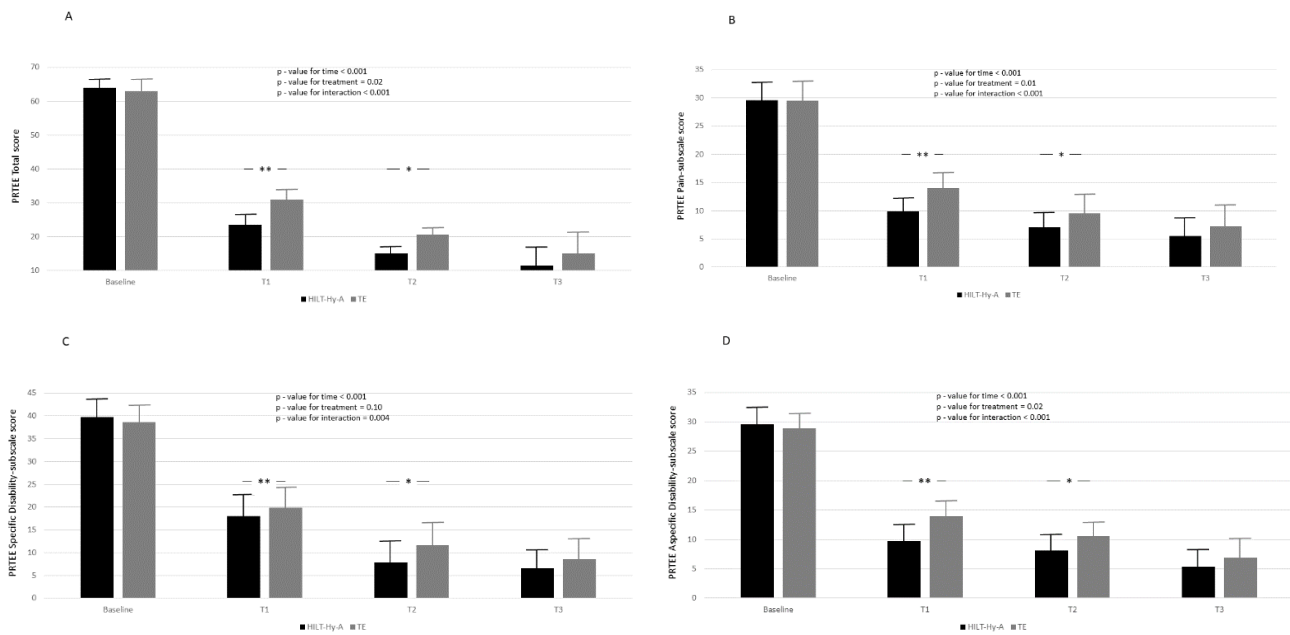 A
PRTEE Total score
p - value for time < 0.001
p - value for treatment = 0.02
p - value for interaction < 0.001
70
60
50
40
30
20
10
** *
Baseline T1 T2 T3
HILT-Hy-A TE
B
PRTEE Pain-subscale score
p - value for time < 0.001
p - value for treatment = 0.01
p - value for interaction < 0.001
35
30
25
20
15
10
5
0
** *
Baseline T1 T2 T3
HILT-Hy-A TE
C
PRTEE Specific Disability-subscale score
p - value for time < 0.001
p - value for treatment = 0.10
p - value for interaction = 0.004
45
40
35
30
25
20
15
10
5
0
** *
Baseline T1 T2 T3
HILT-Hy-A TE
D
PRTEE Aspecific Disability-subscale score
p - value for time < 0.001
p - value for treatment = 0.02
p - value for interaction < 0.001
35
30
25
20
15
10
5
0
** *
Baseline T1 T2 T3
HILT-Hy-A TE